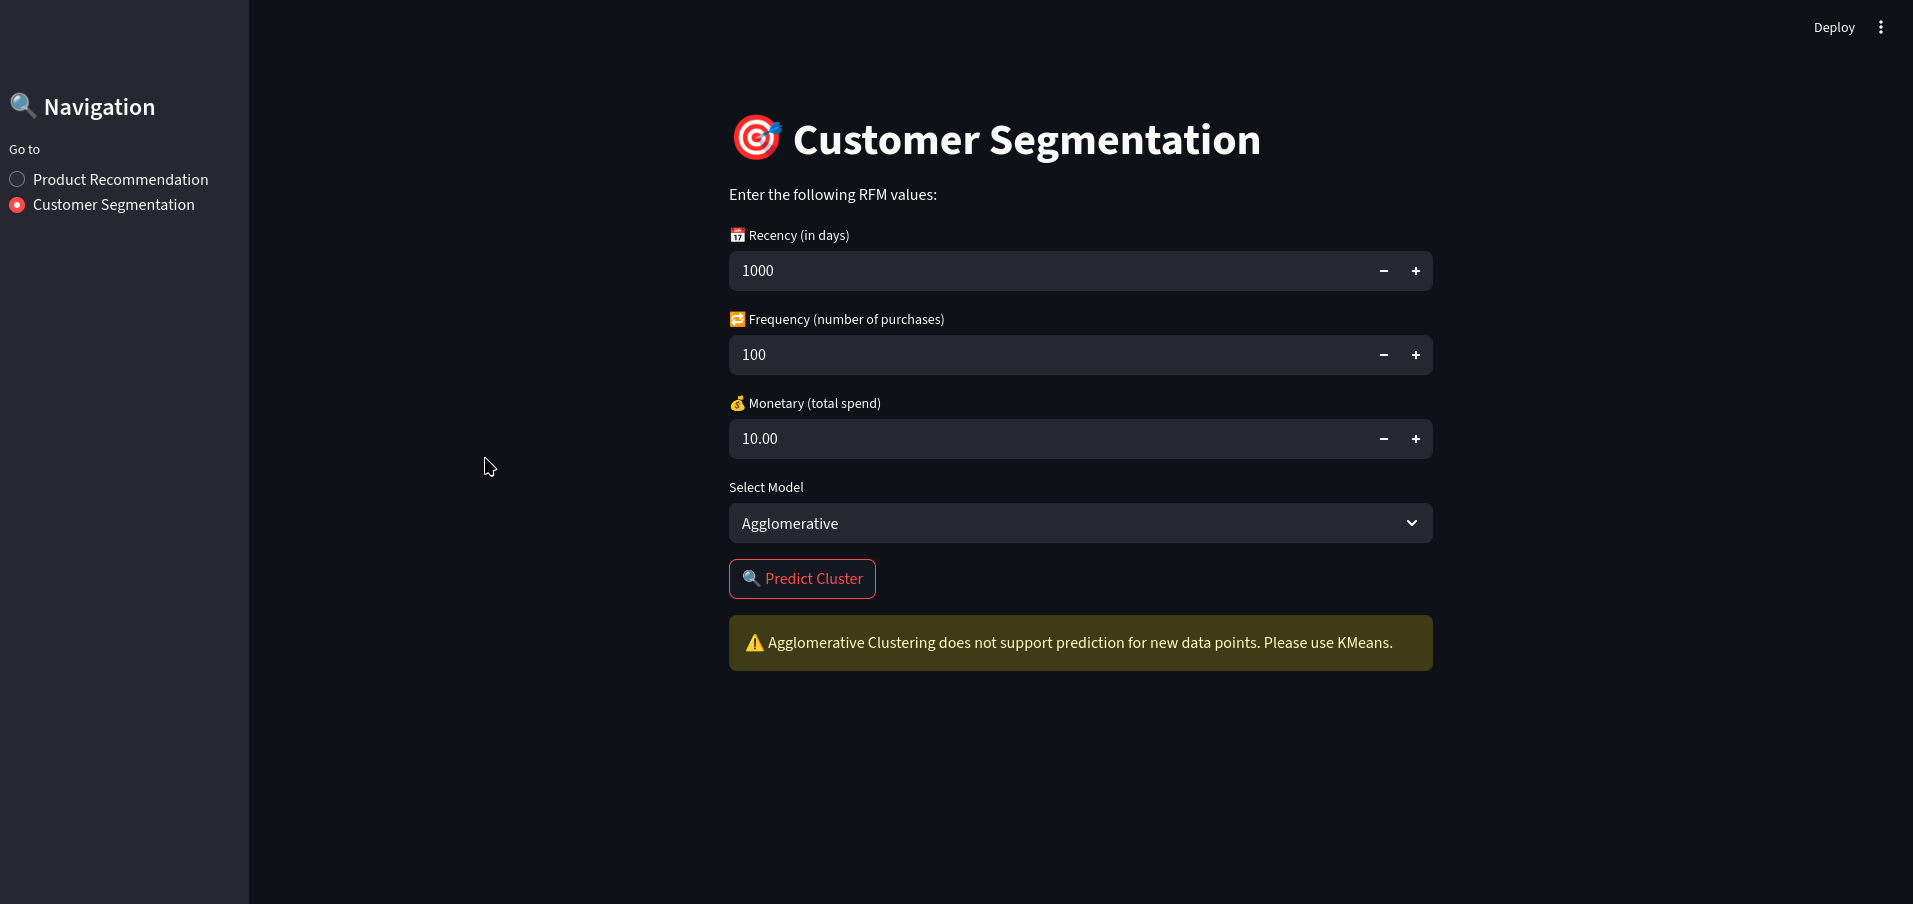 Deploy
🔍 Navigation
Go to
Product Recommendation
Customer Segmentation
🎯 Customer Segmentation
Enter the following RFM values:
📅 Recency (in days)
1000
🔁 Frequency (number of purchases)
100
💰 Monetary (total spend)
10.00
Select Model
Agglomerative
🔍 Predict Cluster
⚠️ Agglomerative Clustering does not support prediction for new data points. Please use KMeans.